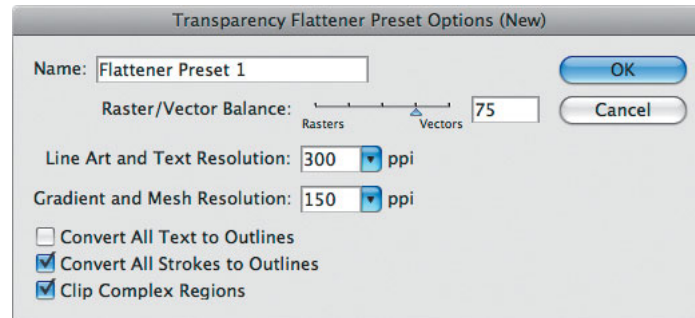 Transparency Flattener Preset Options (New)
Name: Flattener Preset 1
OK
Raster/Vector Balance: 75
Rasters Vectors
Cancel
Line Art and Text Resolution: 300 ppi
Gradient and Mesh Resolution: 150 ppi
Convert All Text to Outlines
Convert All Strokes to Outlines
Clip Complex Regions